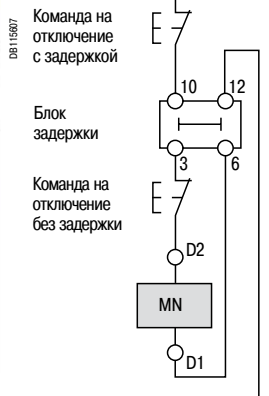 DB115607
Команда на
отключение
с задержкой
10
12
Блок
задержки
3
6
Команда на
отключение
без задержки
D2
MN
D1